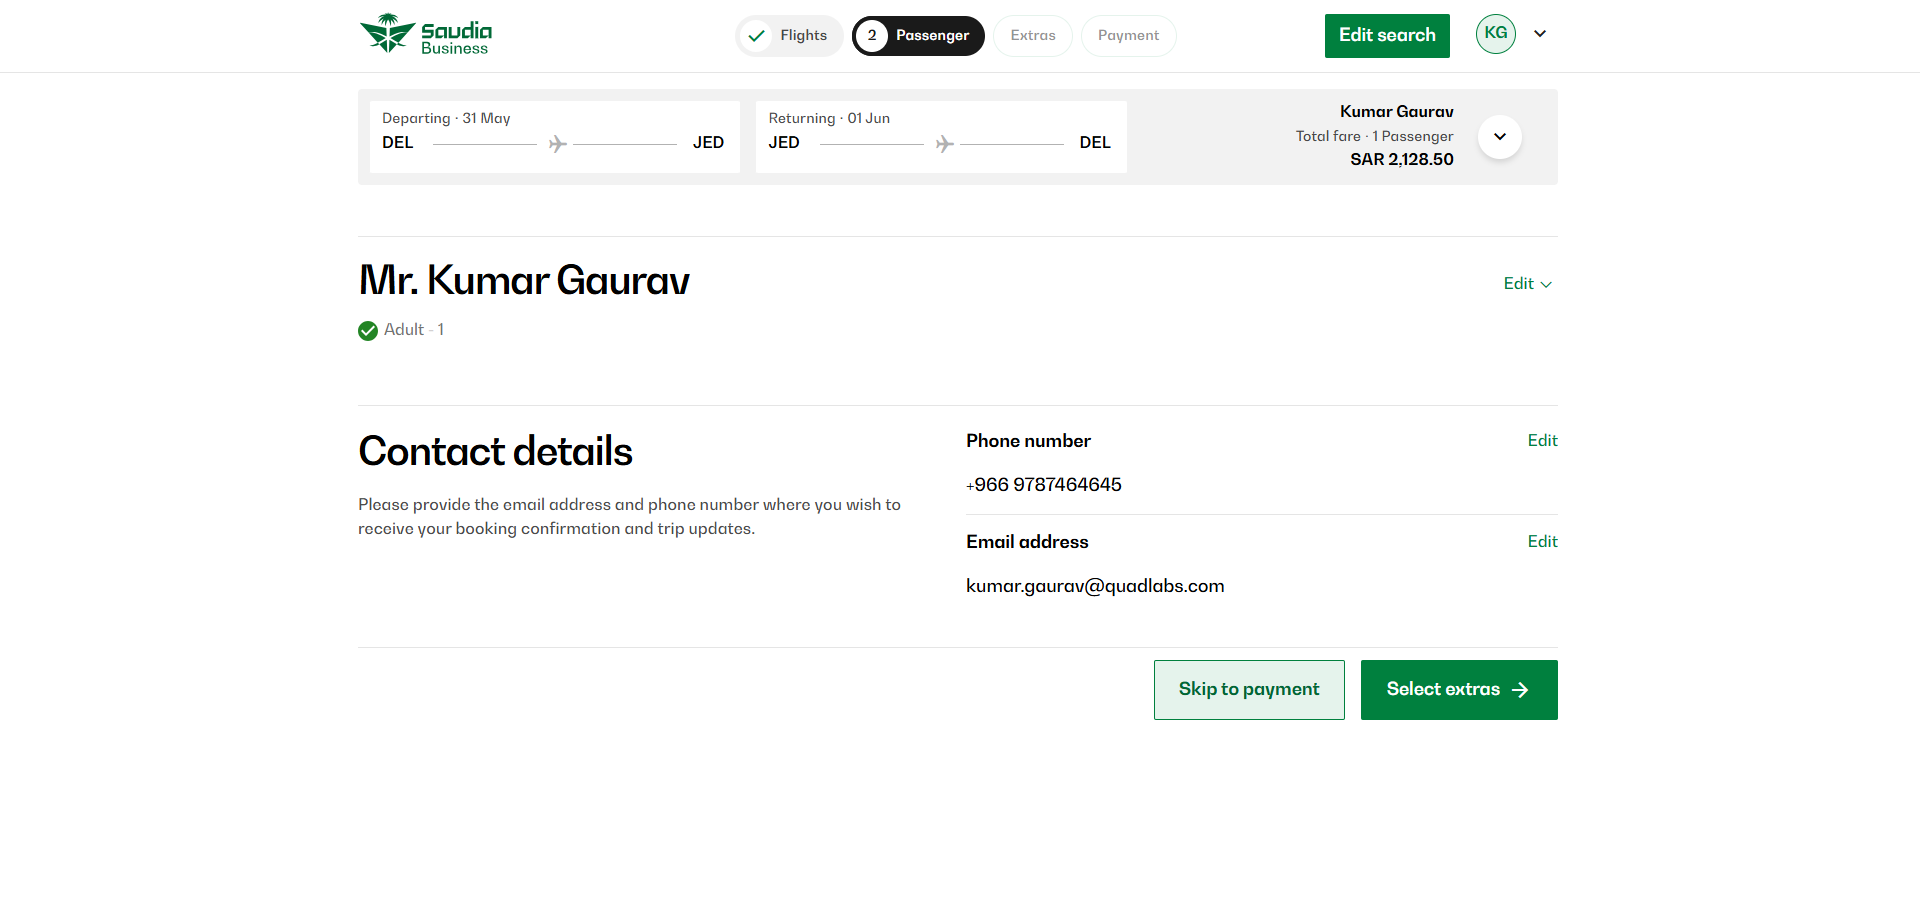 Saudia
Business
Flights
2 Passenger
Extras
Payment
Edit search
KG
Departing · 31 May
DEL JED
Returning · 01 Jun
JED DEL
Kumar Gaurav
Total fare · 1 Passenger
SAR 2,128.50
Mr. Kumar Gaurav
Edit
Adult - 1
Contact details
Please provide the email address and phone number where you wish to
receive your booking confirmation and trip updates.
Phone number
Edit
+966 9787464645
Email address
Edit
kumar.gaurav@quadlabs.com
Skip to payment
Select extras